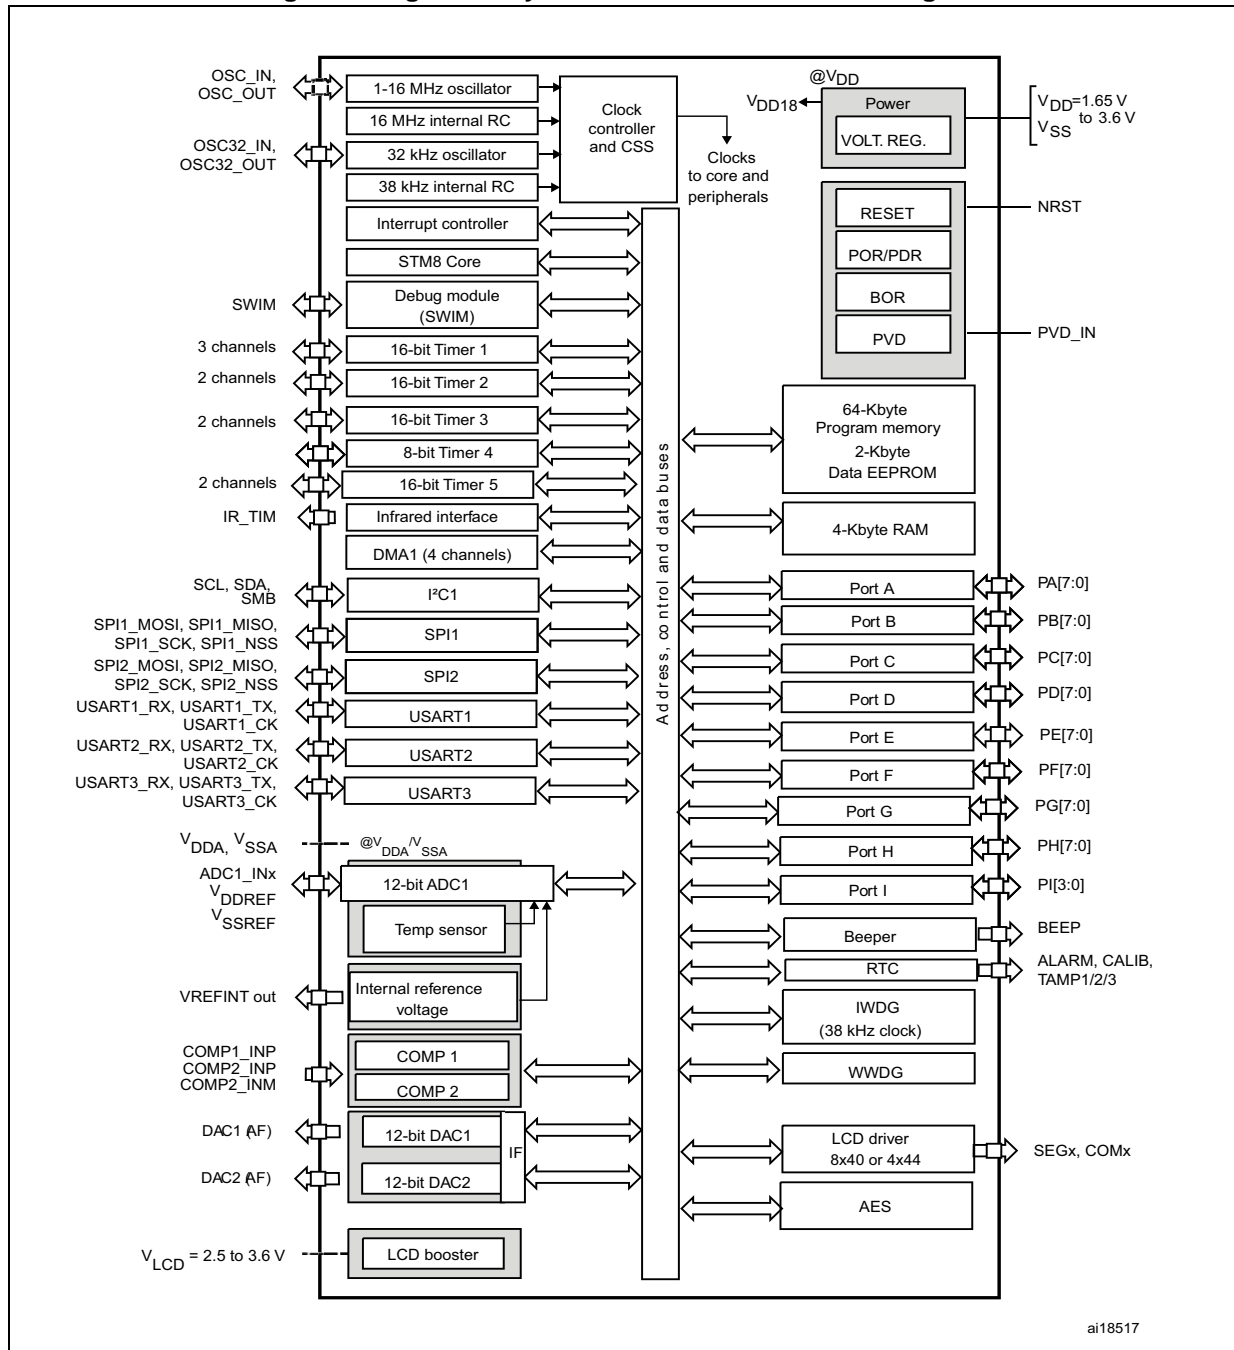 OSC_IN,
OSC_OUT
1-16 MHz oscillator
16 MHz internal RC
OSC32_IN,
OSC32_OUT
32 kHz oscillator
38 kHz internal RC
Clock
controller
and CSS
Clocks
to core and
peripherals
@VDD
VDD18
Power
VOLT. REG.
VDD=1.65 V
to 3.6 V
VSS
RESET
NRST
POR/PDR
BOR
PVD
PVD_IN
Interrupt controller
STM8 Core
SWIM
Debug module
(SWIM)
3 channels
16-bit Timer 1
2 channels
16-bit Timer 2
2 channels
16-bit Timer 3
8-bit Timer 4
2 channels
16-bit Timer 5
IR_TIM
Infrared interface
DMA1 (4 channels)
SCL, SDA,
SMB
I²C1
SPI1_MOSI, SPI1_MISO,
SPI1_SCK, SPI1_NSS
SPI1
SPI2_MOSI, SPI2_MISO,
SPI2_SCK, SPI2_NSS
SPI2
USART1_RX, USART1_TX,
USART1_CK
USART1
USART2_RX, USART2_TX,
USART2_CK
USART2
USART3_RX, USART3_TX,
USART3_CK
USART3
VDDA, VSSA
@VDDA/VSSA
ADC1_INx
VDDREF
VSSREF
12-bit ADC1
Temp sensor
VREFINT out
Internal reference
voltage
COMP1_INP
COMP2_INP
COMP2_INM
COMP 1
COMP 2
DAC1 (AF)
12-bit DAC1
IF
DAC2 (AF)
12-bit DAC2
VLCD = 2.5 to 3.6 V
LCD booster
Address, control and data buses
64-Kbyte
Program memory
2-Kbyte
Data EEPROM
4-Kbyte RAM
Port A
PA[7:0]
Port B
PB[7:0]
Port C
PC[7:0]
Port D
PD[7:0]
Port E
PE[7:0]
Port F
PF[7:0]
Port G
PG[7:0]
Port H
PH[7:0]
Port I
PI[3:0]
Beeper
BEEP
RTC
ALARM, CALIB,
TAMP1/2/3
IWDG
(38 kHz clock)
WWDG
LCD driver
8x40 or 4x44
SEGx, COMx
AES
ai18517